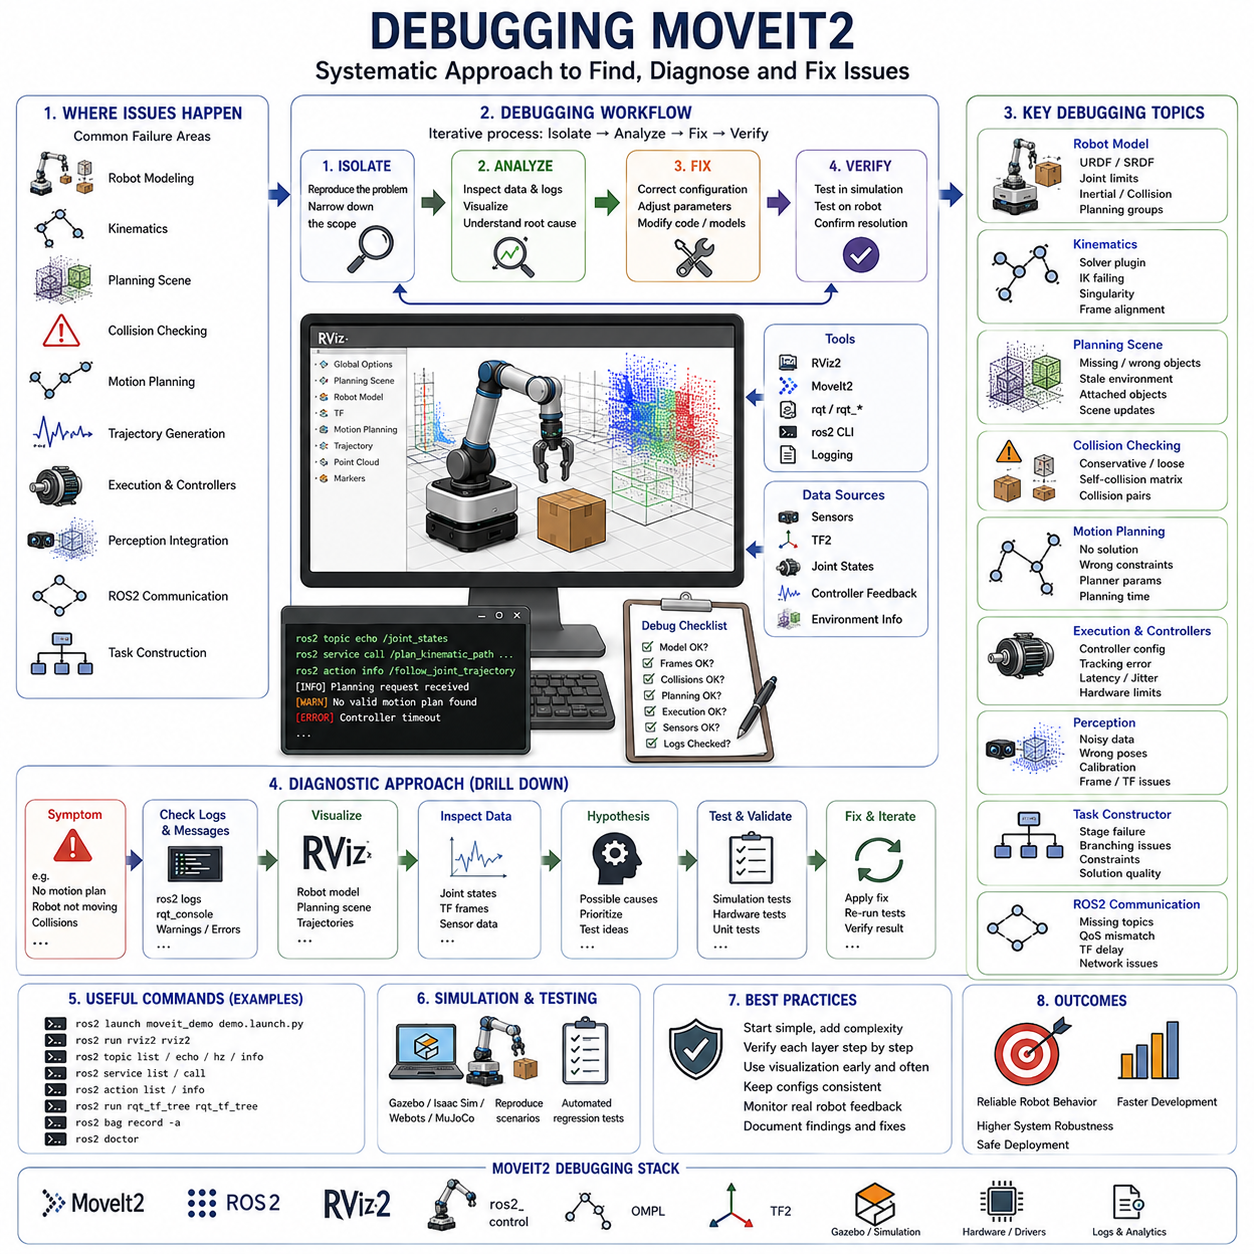 DEBUGGING MOVEIT2
Systematic Approach to Find, Diagnose and Fix Issues
1. WHERE ISSUES HAPPEN
Common Failure Areas
Robot Modeling
Kinematics
Planning Scene
Collision Checking
Motion Planning
Trajectory Generation
Execution & Controllers
Perception Integration
ROS2 Communication
Task Construction
2. DEBUGGING WORKFLOW
Iterative process: Isolate → Analyze → Fix → Verify
1. ISOLATE
Reproduce the problem
Narrow down
the scope
2. ANALYZE
Inspect data & logs
Visualize
Understand root cause
3. FIX
Correct configuration
Adjust parameters
Modify code / models
4. VERIFY
Test in simulation
Test on robot
Confirm resolution
RViz
Global Options
Planning Scene
Robot Model
TF
Motion Planning
Trajectory
Point Cloud
Markers
Tools
RViz2
MoveIt2
rqt / rqt_*
ros2 CLI
Logging
Data Sources
Sensors
TF2
Joint States
Controller Feedback
Environment Info
ros2 topic echo /joint_states
ros2 service call /plan_kinematic_path ...
ros2 action info /follow_joint_trajectory
[INFO] Planning request received
[WARN] No valid motion plan found
[ERROR] Controller timeout
...
Debug Checklist
Model OK?
Frames OK?
Collisions OK?
Planning OK?
Execution OK?
Sensors OK?
Logs Checked?
3. KEY DEBUGGING TOPICS
Robot Model
URDF / SRDF
Joint limits
Inertial / Collision
Planning groups
Kinematics
Solver plugin
IK failing
Singularity
Frame alignment
Planning Scene
Missing / wrong objects
Stale environment
Attached objects
Scene updates
Collision Checking
Conservative / loose
Self-collision matrix
Collision pairs
Motion Planning
No solution
Wrong constraints
Planner params
Planning time
Execution & Controllers
Controller config
Tracking error
Latency / Jitter
Hardware limits
Perception
Noisy data
Wrong poses
Calibration
Frame / TF issues
Task Constructor
Stage failure
Branching issues
Constraints
Solution quality
ROS2 Communication
Missing topics
QoS mismatch
TF delay
Network issues
4. DIAGNOSTIC APPROACH (DRILL DOWN)
Symptom
e.g.
No motion plan
Robot not moving
Collisions
...
Check Logs
& Messages
ros2 logs
rqt_console
Warnings / Errors
...
Visualize
RViz
Robot model
Planning scene
Trajectories
...
Inspect Data
Joint states
TF frames
Sensor data
...
Hypothesis
Possible causes
Prioritize
Test ideas
...
Test & Validate
Simulation tests
Hardware tests
Unit tests
...
Fix & Iterate
Apply fix
Re-run tests
Verify result
...
5. USEFUL COMMANDS (EXAMPLES)
ros2 launch moveit_demo demo.launch.py
ros2 run rviz2 rviz2
ros2 topic list / echo / hz / info
ros2 service list / call
ros2 action list / info
ros2 run rqt_tf_tree rqt_tf_tree
ros2 bag record -a
ros2 doctor
6. SIMULATION & TESTING
Gazebo / Isaac Sim /
Webots / MuJoCo
Reproduce
scenarios
Automated
regression tests
7. BEST PRACTICES
Start simple, add complexity
Verify each layer step by step
Use visualization early and often
Keep configs consistent
Monitor real robot feedback
Document findings and fixes
8. OUTCOMES
Reliable Robot Behavior
Faster Development
Higher System Robustness
Safe Deployment
MOVEIT2 DEBUGGING STACK
MoveIt2
ROS 2
RViz2
ros2_
control
OMPL
TF2
Gazebo / Simulation
Hardware / Drivers
Logs & Analytics